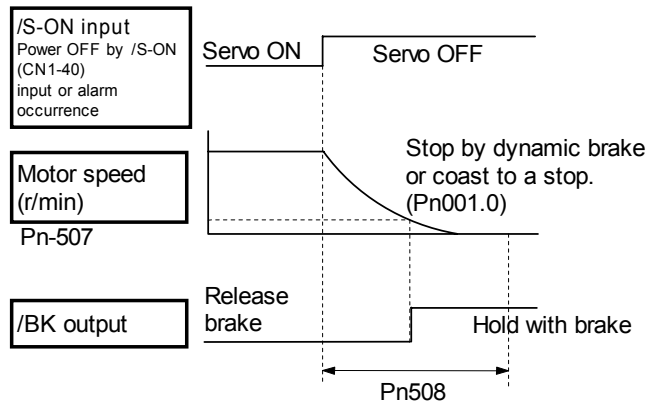 /S-ON input
Power OFF by /S-ON
(CN1-40)
input or alarm
occurrence
Servo ON
Servo OFF
Motor speed
(r/min)
Pn-507
Stop by dynamic brake
or coast to a stop.
(Pn001.0)
/BK output
Release
brake
Hold with brake
Pn508